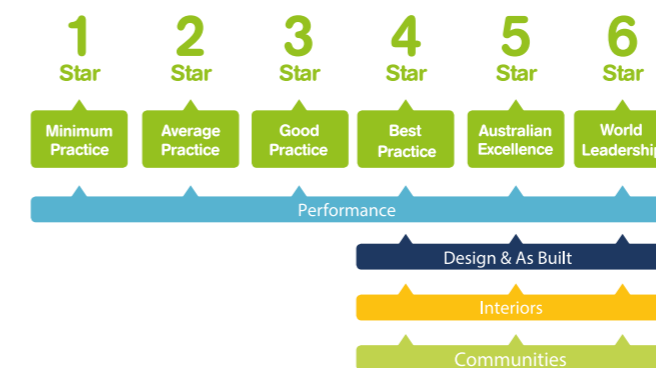 1 2 3 4 5 6
Star Star Star Star Star Star
Minimum Practice
Average Practice
Good Practice
Best Practice
Australian Excellence
World Leadership
Performance
Design & As Built
Interiors
Communities